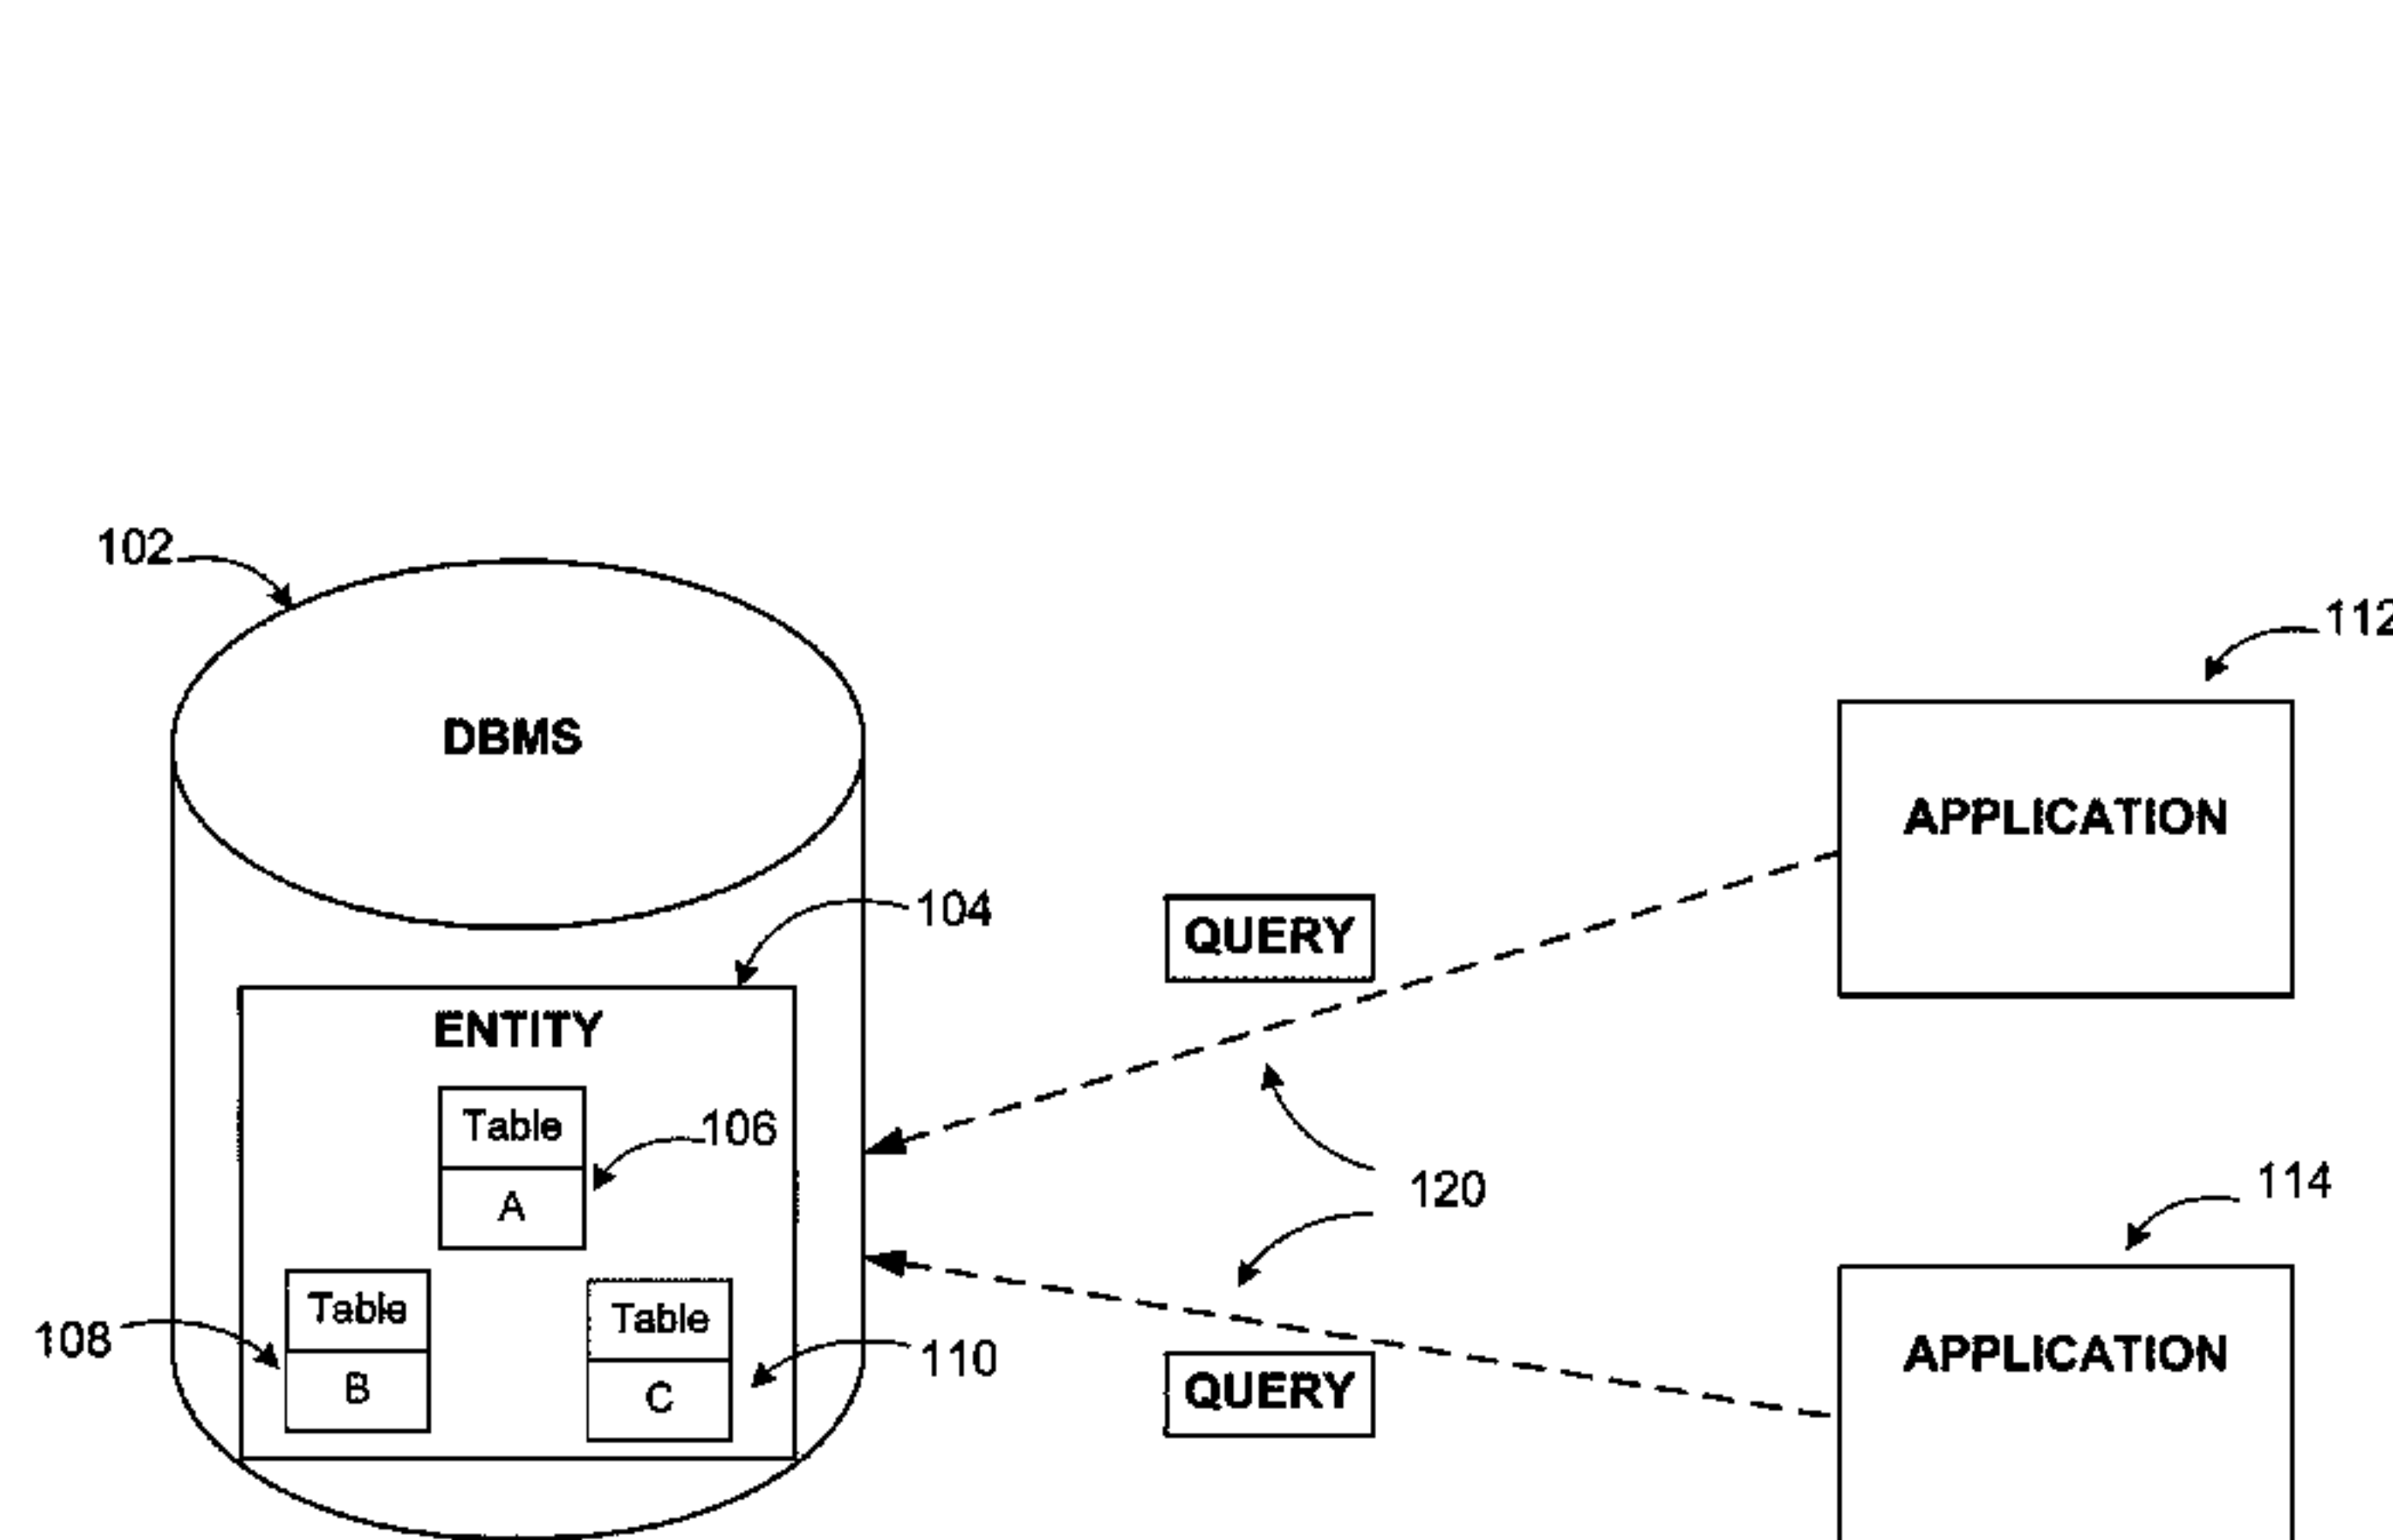 102
112
DBMS
APPLICATION
104
QUERY
ENTITY
Table
106
A
120
114
Table
Table
108
110
B
C
QUERY
APPLICATION